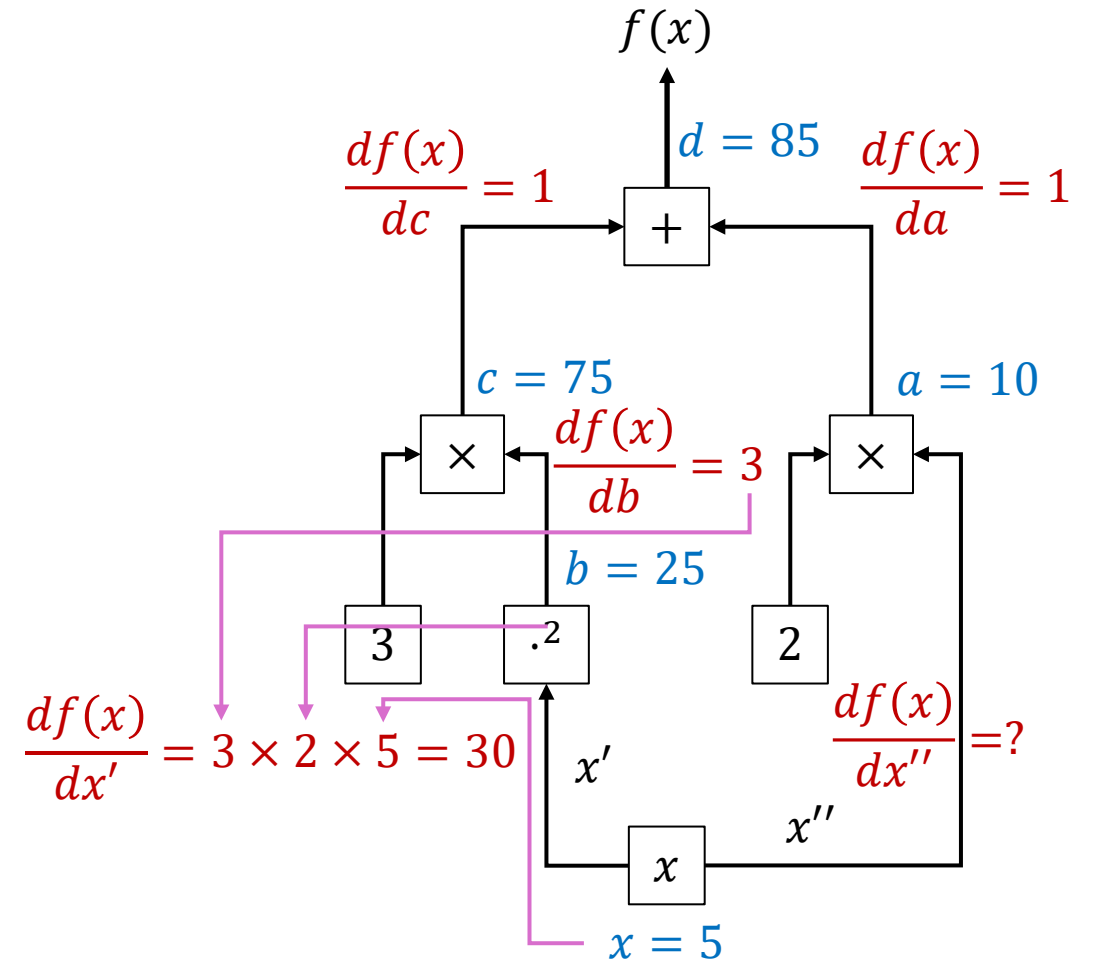 f(x)
d = 85
df(x)/dc = 1
df(x)/da = 1
+
c = 75
a = 10
×
df(x)/db = 3
×
b = 25
3
.²
2
df(x)/dx′ = 3 × 2 × 5 = 30
x′
df(x)/dx′′ =?
x′′
x
x = 5